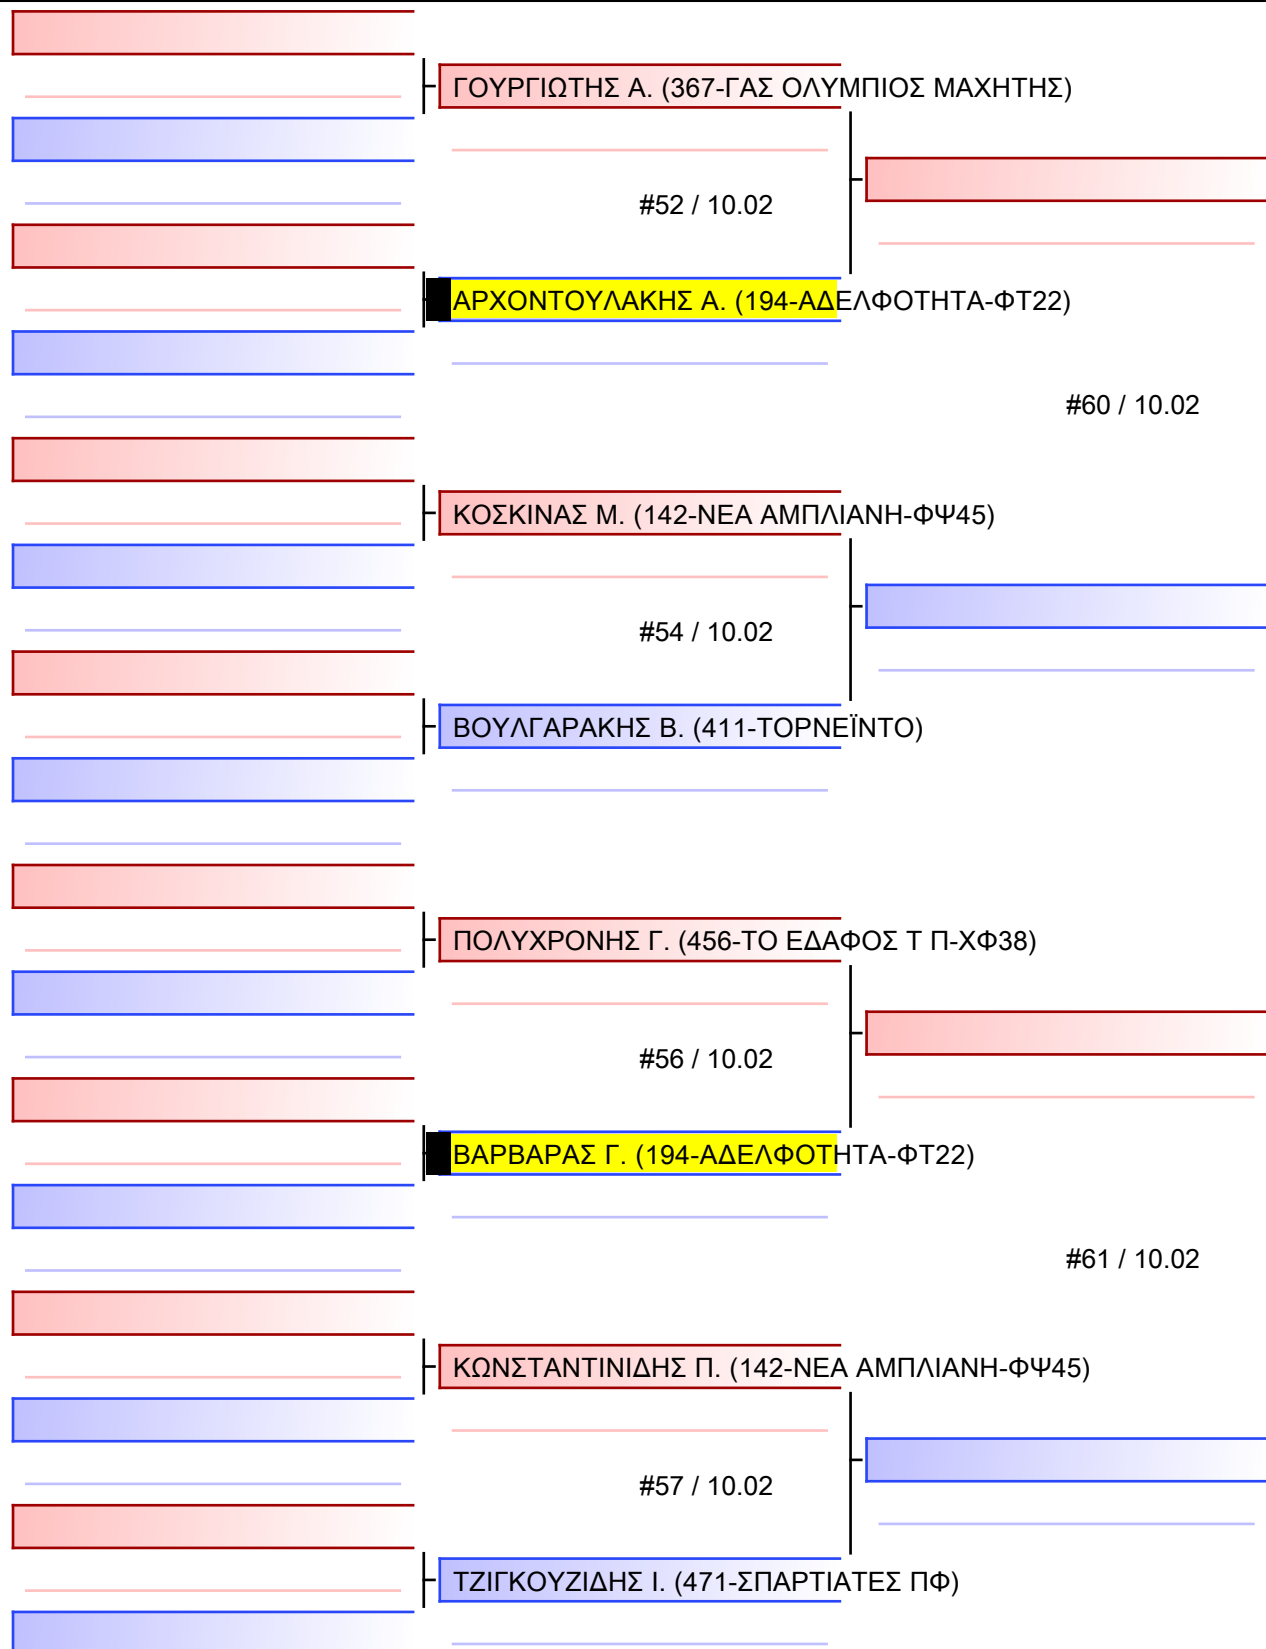 ΓΟΥΡΓΙΩΤΗΣ Α. (367-ΓΑΣ ΟΛΥΜΠΙΟΣ ΜΑΧΗΤΗΣ)
#52 / 10.02
ΑΡΧΟΝΤΟΥΛΑΚΗΣ Α. (194-ΑΔΕΛΦΟΤΗΤΑ-ΦΤ22)
#60 / 10.02
ΚΟΣΚΙΝΑΣ Μ. (142-ΝΕΑ ΑΜΠΛΙΑΝΗ-ΦΨ45)
#54 / 10.02
ΒΟΥΛΓΑΡΑΚΗΣ Β. (411-ΤΟΡΝΕΪΝΤΟ)
ΠΟΛΥΧΡΟΝΗΣ Γ. (456-ΤΟ ΕΔΑΦΟΣ Τ Π-ΧΦ38)
#56 / 10.02
ΒΑΡΒΑΡΑΣ Γ. (194-ΑΔΕΛΦΟΤΗΤΑ-ΦΤ22)
#61 / 10.02
ΚΩΝΣΤΑΝΤΙΝΙΔΗΣ Π. (142-ΝΕΑ ΑΜΠΛΙΑΝΗ-ΦΨ45)
#57 / 10.02
ΤΖΙΓΚΟΥΖΙΔΗΣ Ι. (471-ΣΠΑΡΤΙΑΤΕΣ ΠΦ)